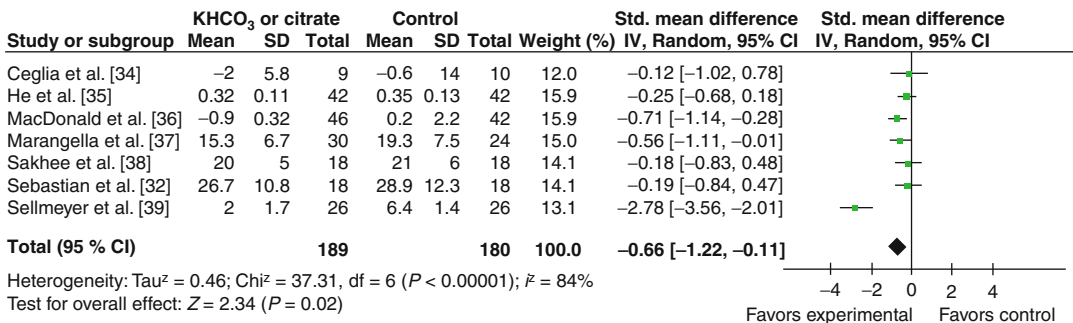 KHCO₃ or citrate Control Std. mean difference Std. mean difference
Study or subgroup Mean SD Total Mean SD Total Weight (%) IV, Random, 95% CI IV, Random, 95% CI
Ceglia et al. [34] −2 5.8 9 −0.6 14 10 12.0 −0.12 [−1.02, 0.78]
He et al. [35] 0.32 0.11 42 0.35 0.13 42 15.9 −0.25 [−0.68, 0.18]
MacDonald et al. [36] −0.9 0.32 46 0.2 2.2 42 15.9 −0.71 [−1.14, −0.28]
Marangella et al. [37] 15.3 6.7 30 19.3 7.5 24 15.0 −0.56 [−1.11, −0.01]
Sakhee et al. [38] 20 5 18 21 6 18 14.1 −0.18 [−0.83, 0.48]
Sebastian et al. [32] 26.7 10.8 18 28.9 12.3 18 14.1 −0.19 [−0.84, 0.47]
Sellmeyer et al. [39] 2 1.7 26 6.4 1.4 26 13.1 −2.78 [−3.56, −2.01]
Total (95 % CI) 189 180 100.0 −0.66 [−1.22, −0.11]
Heterogeneity: Tauᶻ = 0.46; Chiᶻ = 37.31, df = 6 (P < 0.00001); iᶻ = 84%
Test for overall effect: Z = 2.34 (P = 0.02)
−4 −2 0 2 4
Favors experimental Favors control